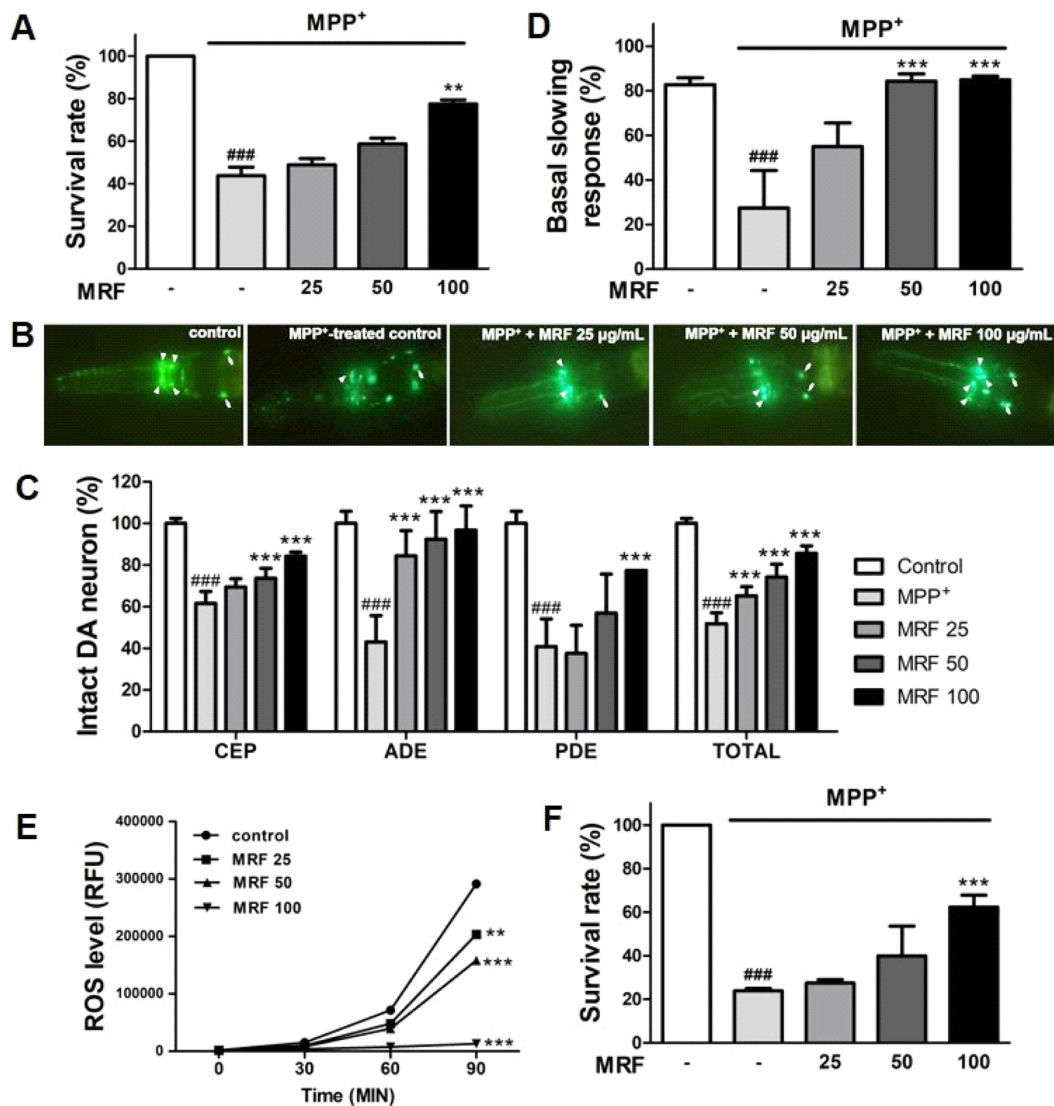 A
MPP⁺
Survival rate (%)
100
80
60
40
20
0
###
**
MRF - - 25 50 100
D
MPP⁺
Basal slowing
response (%)
100
80
60
40
20
0
###
***
***
MRF - - 25 50 100
B
control
MPP⁺-treated control
MPP⁺ + MRF 25 µg/mL
MPP⁺ + MRF 50 µg/mL
MPP⁺ + MRF 100 µg/mL
C
Intact DA neuron (%)
120
100
80
60
40
20
0
### *** ***
### *** *** ***
### ***
### *** *** ***
CEP ADE PDE TOTAL
Control
MPP⁺
MRF 25
MRF 50
MRF 100
E
ROS level (RFU)
400000
300000
200000
100000
0
control
MRF 25
MRF 50
MRF 100
**
***
***
0 30 60 90
Time (MIN)
F
MPP⁺
Survival rate (%)
100
80
60
40
20
0
###
***
MRF - - 25 50 100